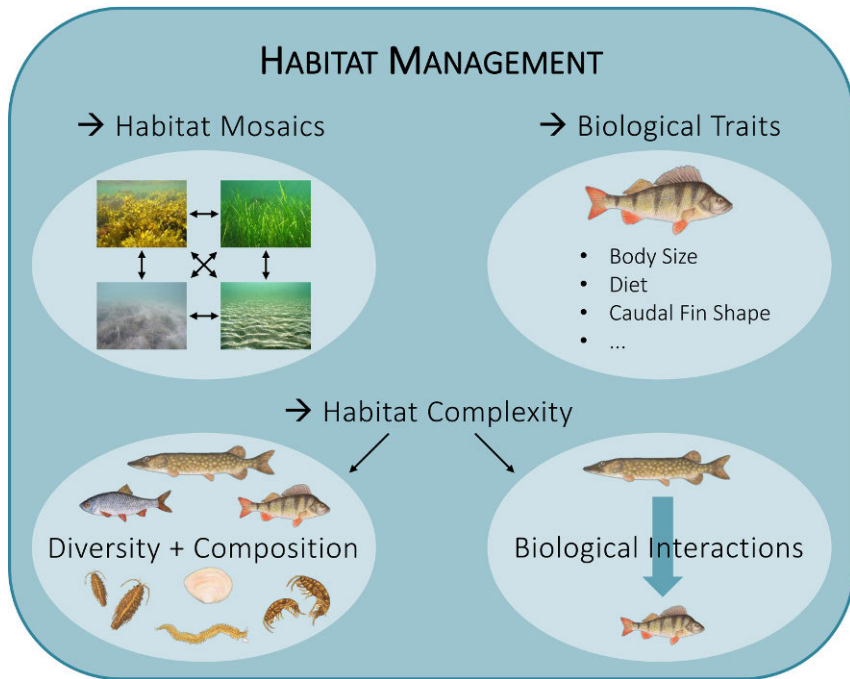 HABITAT MANAGEMENT
→ Habitat Mosaics
→ Biological Traits
• Body Size
• Diet
• Caudal Fin Shape
• ...
→ Habitat Complexity
Diversity + Composition
Biological Interactions